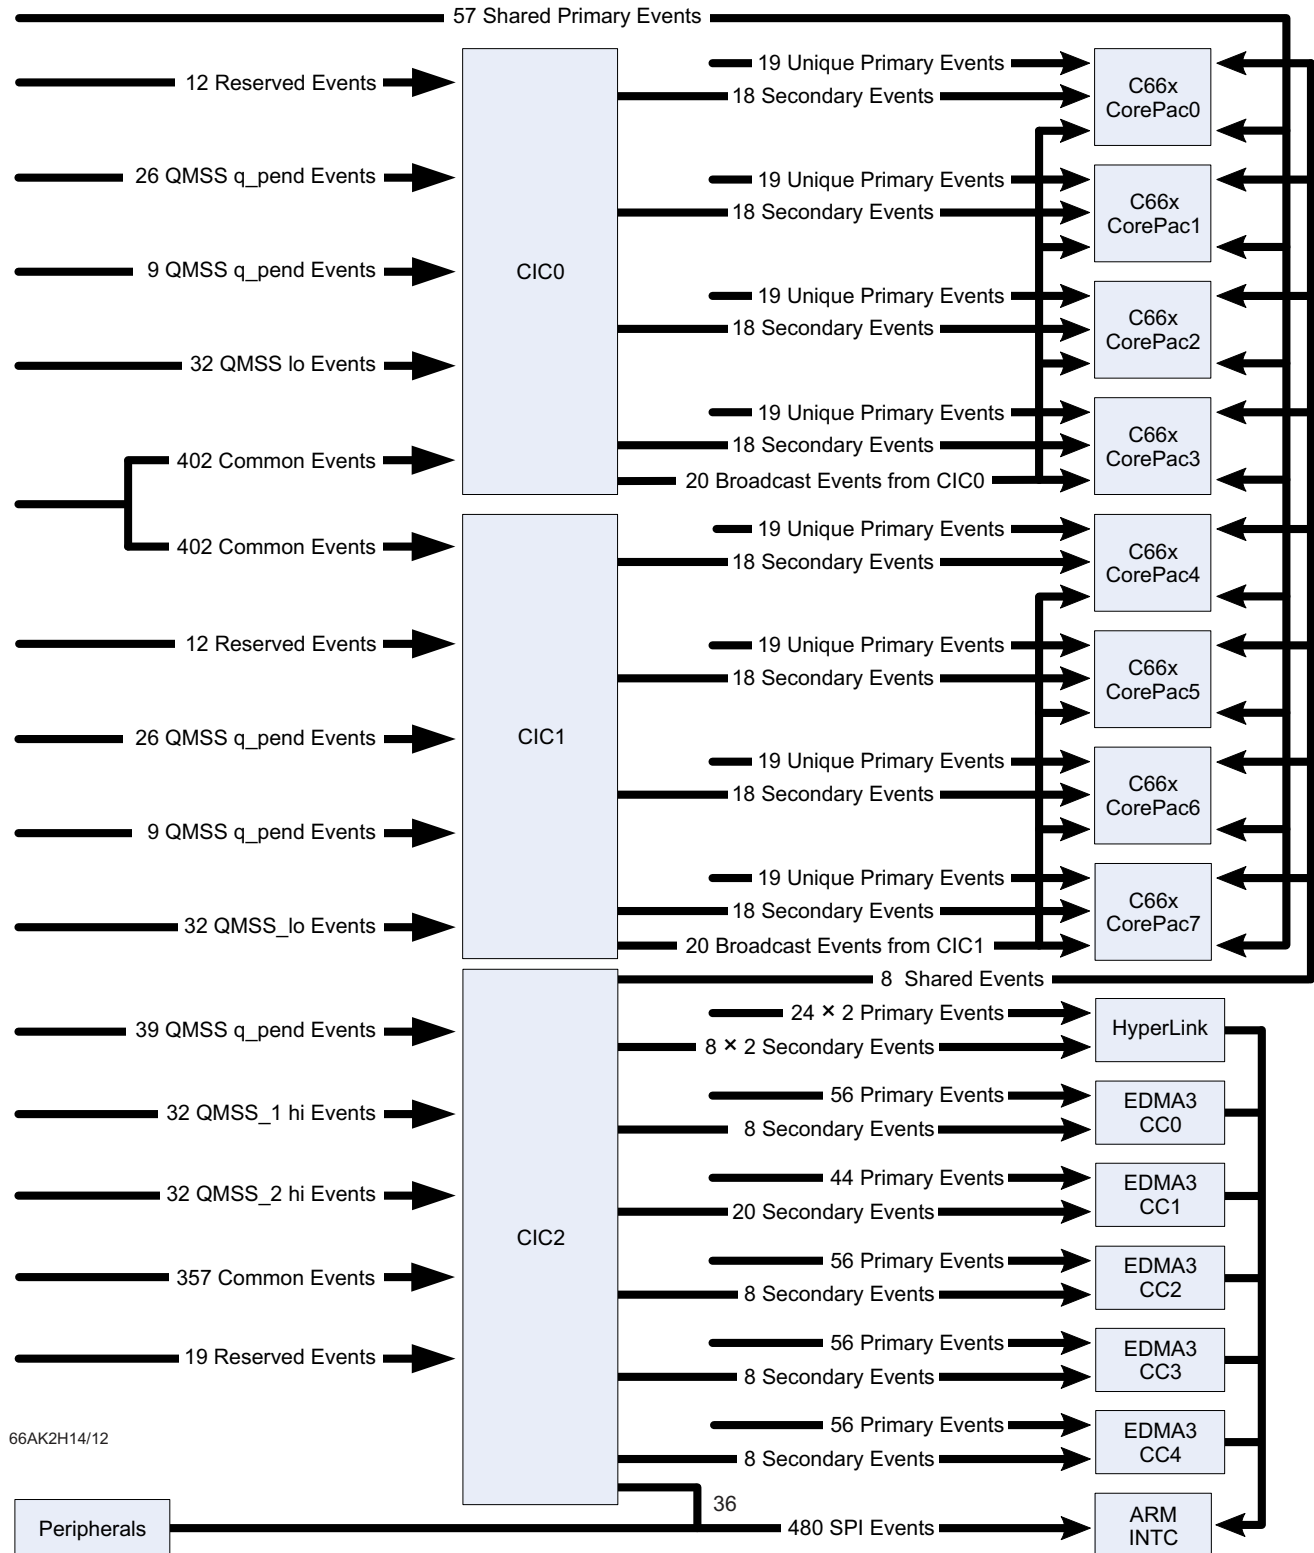 57 Shared Primary Events
12 Reserved Events
26 QMSS q_pend Events
9 QMSS q_pend Events
32 QMSS lo Events
402 Common Events
CIC0
19 Unique Primary Events
18 Secondary Events
C66x
CorePac0
19 Unique Primary Events
18 Secondary Events
C66x
CorePac1
19 Unique Primary Events
18 Secondary Events
C66x
CorePac2
19 Unique Primary Events
18 Secondary Events
20 Broadcast Events from CIC0
C66x
CorePac3
402 Common Events
12 Reserved Events
26 QMSS q_pend Events
9 QMSS q_pend Events
32 QMSS_lo Events
CIC1
19 Unique Primary Events
18 Secondary Events
C66x
CorePac4
19 Unique Primary Events
18 Secondary Events
C66x
CorePac5
19 Unique Primary Events
18 Secondary Events
C66x
CorePac6
19 Unique Primary Events
18 Secondary Events
20 Broadcast Events from CIC1
C66x
CorePac7
8 Shared Events
39 QMSS q_pend Events
32 QMSS_1 hi Events
32 QMSS_2 hi Events
357 Common Events
19 Reserved Events
CIC2
24 × 2 Primary Events
8 × 2 Secondary Events
HyperLink
56 Primary Events
8 Secondary Events
EDMA3
CC0
44 Primary Events
20 Secondary Events
EDMA3
CC1
56 Primary Events
8 Secondary Events
EDMA3
CC2
56 Primary Events
8 Secondary Events
EDMA3
CC3
56 Primary Events
8 Secondary Events
EDMA3
CC4
66AK2H14/12
36
Peripherals
480 SPI Events
ARM
INTC